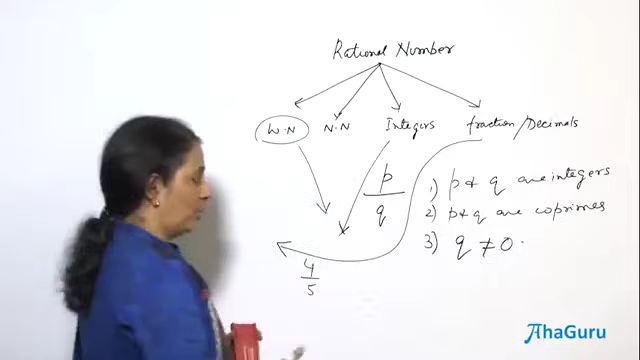 Rational Number
W.N N.N Integers fraction/Decimals
p
q
1) p & q are integers
2) p & q are coprimes
3) q ≠ 0.
4
5
AhaGuru